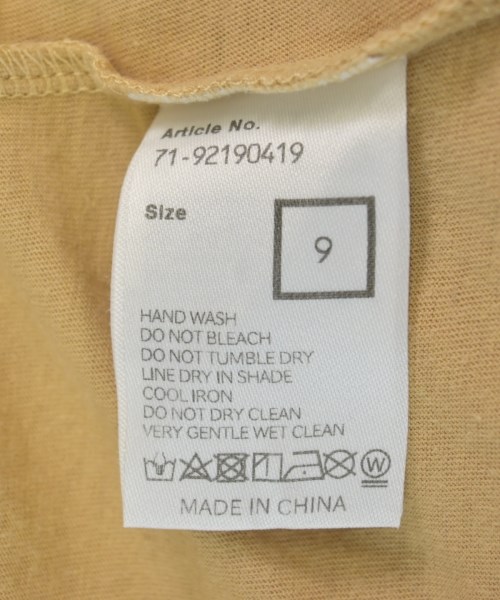 Article No.
71-92190419
Size
9
HAND WASH
DO NOT BLEACH
DO NOT TUMBLE DRY
LINE DRY IN SHADE
COOL IRON
DO NOT DRY CLEAN
VERY GENTLE WET CLEAN
W
MADE IN CHINA